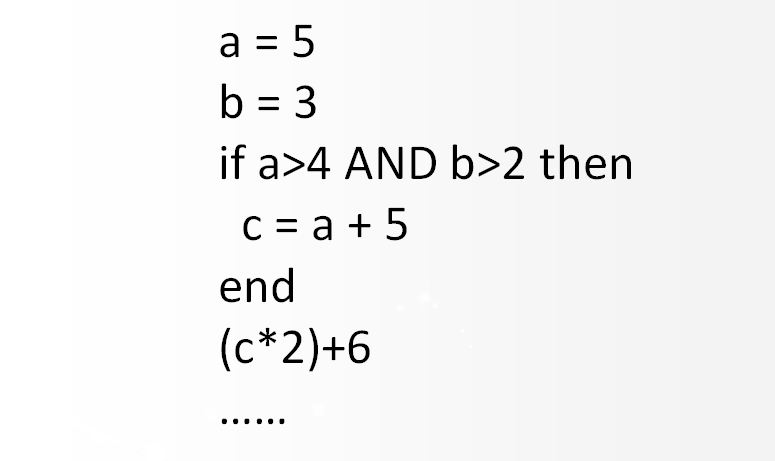 a = 5
b = 3
if a>4 AND b>2 then
c = a + 5
end
(c*2)+6
......